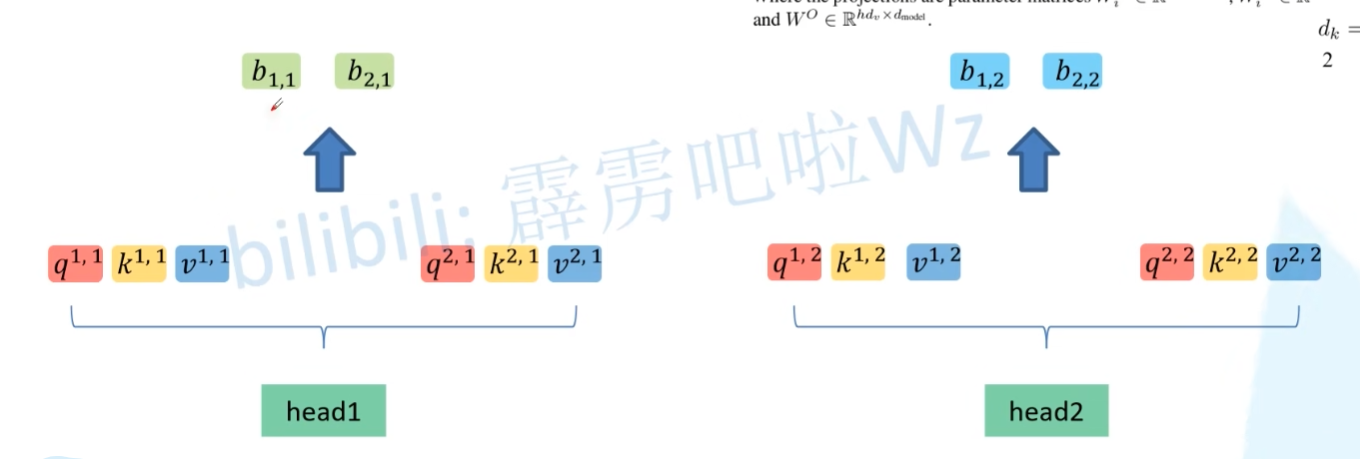 and W^O ∈ ℝ^{hd_v×d_model}.
d_k =
2
b_{1,1} b_{2,1} b_{1,2} b_{2,2}
bilibili: 霹雳吧啦Wz
q^{1,1} k^{1,1} v^{1,1} q^{2,1} k^{2,1} v^{2,1} q^{1,2} k^{1,2} v^{1,2} q^{2,2} k^{2,2} v^{2,2}
head1 head2